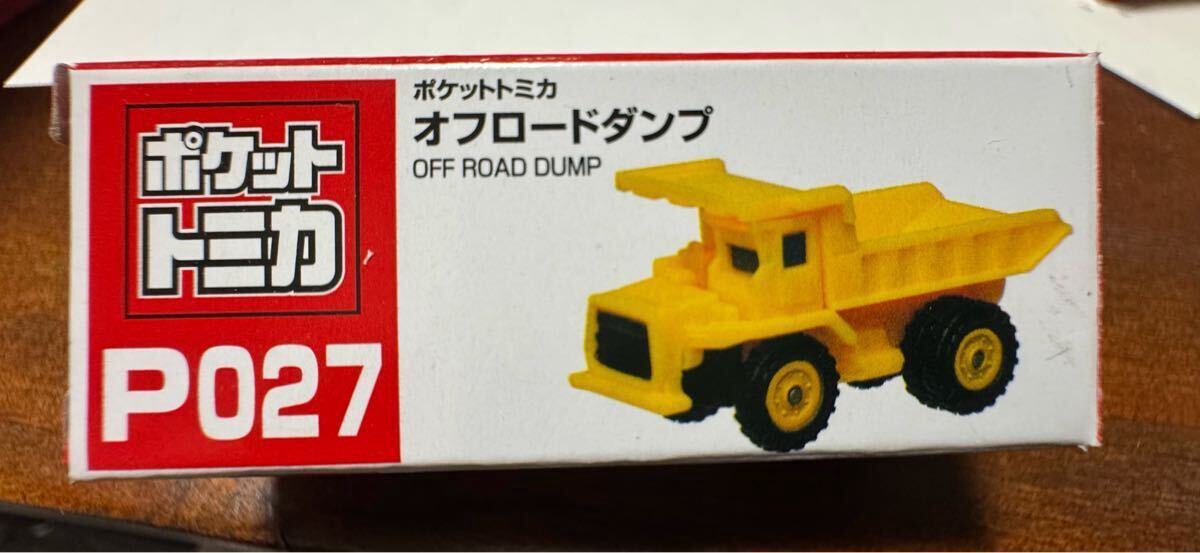 ポケット
トミカ
P027
ポケットトミカ
オフロードダンプ
OFF ROAD DUMP